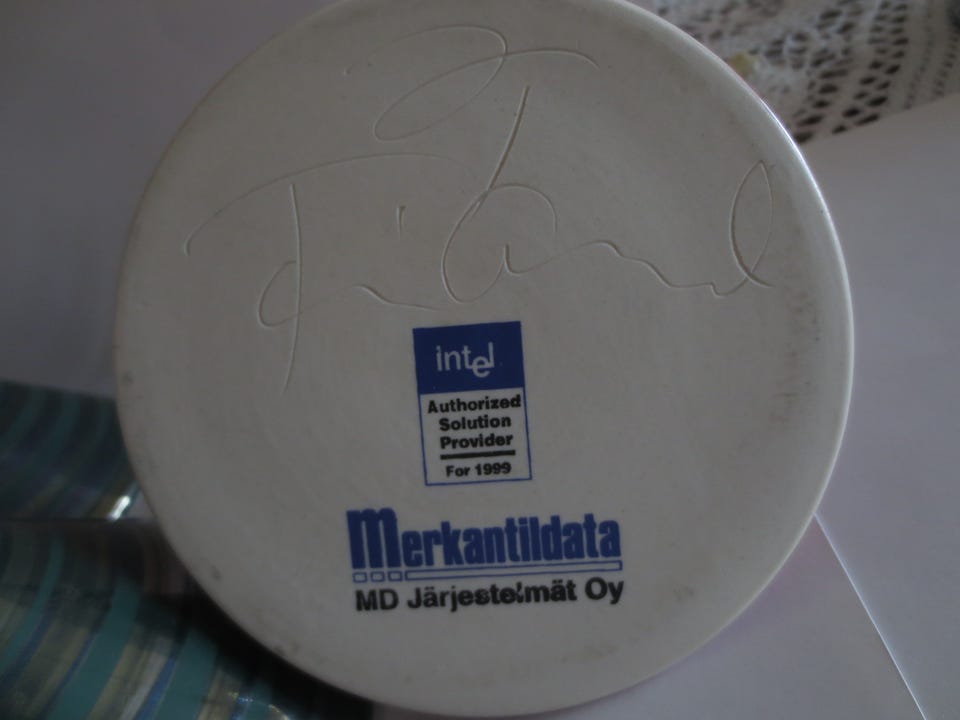 intel
Authorized
Solution
Provider
For 1999
Merkantildata
MD Järjestelmät Oy